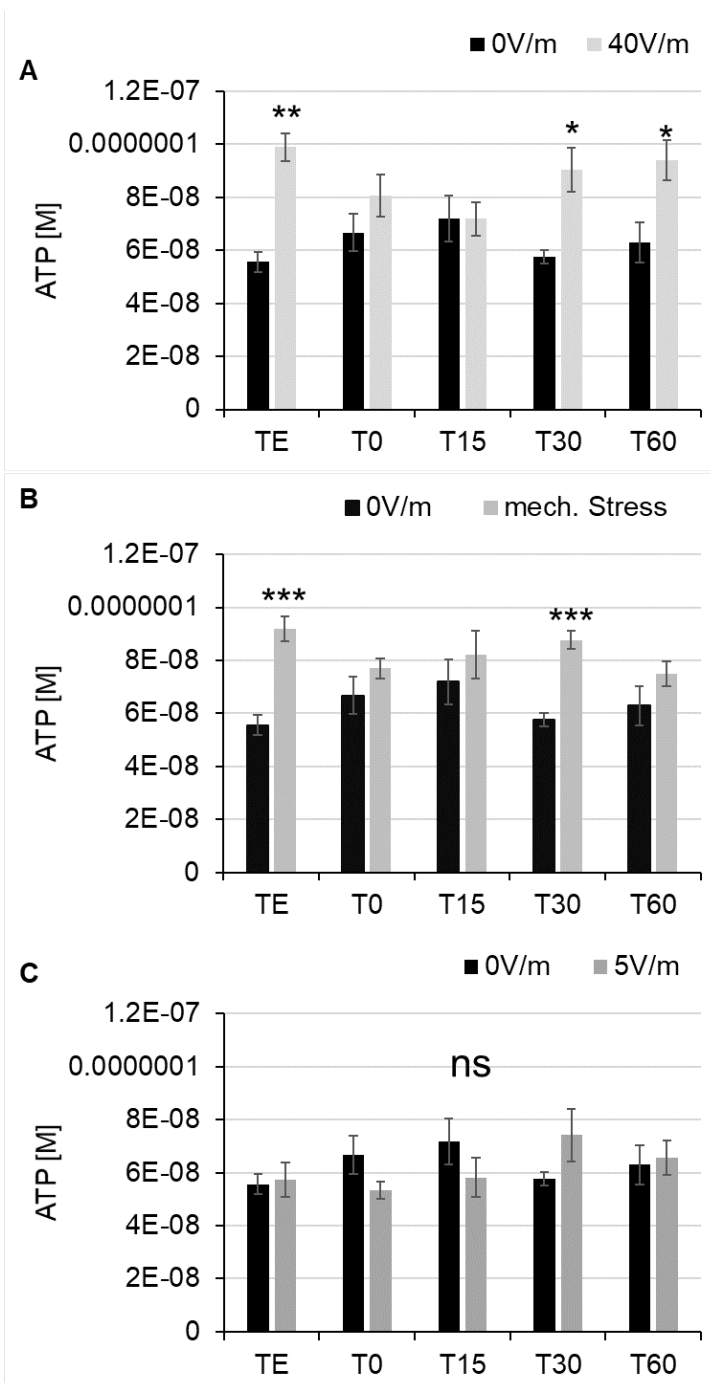 0V/m 40V/m
A
1.2E-07
**
*
*
0.0000001
8E-08
6E-08
4E-08
2E-08
0
ATP [M]
TE T0 T15 T30 T60
B
0V/m mech. Stress
1.2E-07
***
***
0.0000001
8E-08
6E-08
4E-08
2E-08
0
ATP [M]
TE T0 T15 T30 T60
C
0V/m 5V/m
1.2E-07
0.0000001
ns
8E-08
6E-08
4E-08
2E-08
0
ATP [M]
TE T0 T15 T30 T60